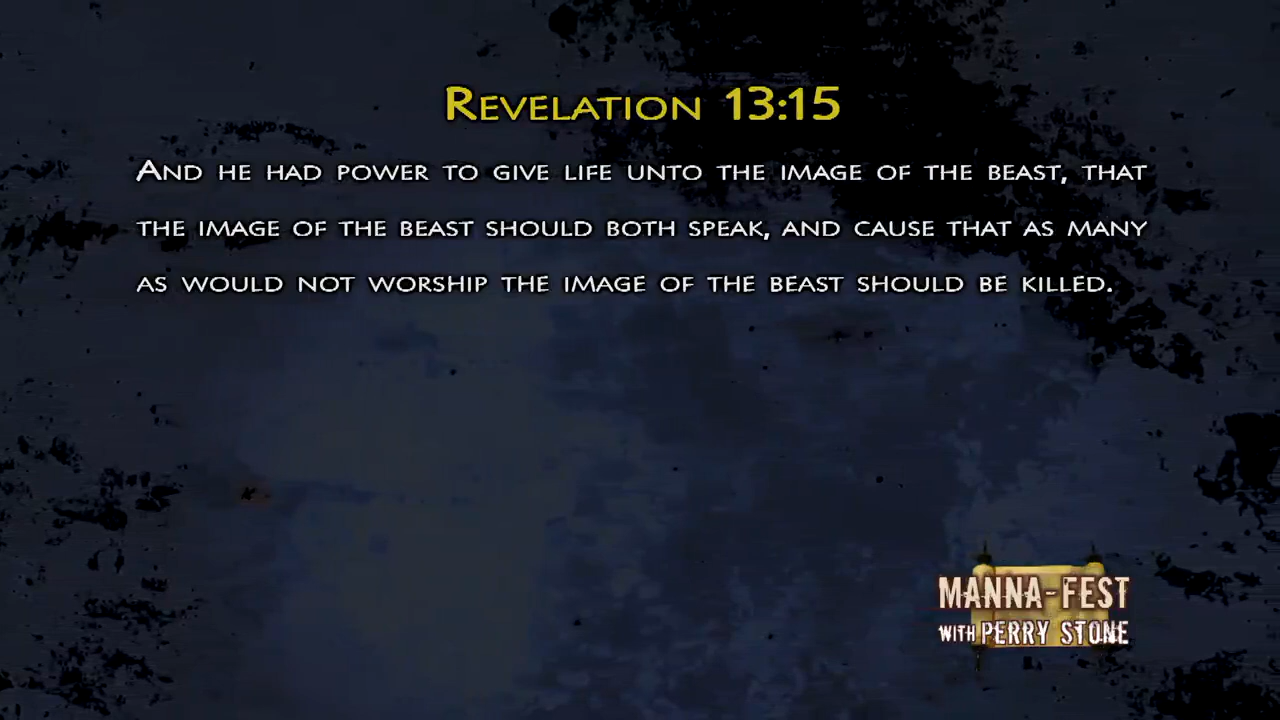 Revelation 13:15
And he had power to give life unto the image of the beast, that
the image of the beast should both speak, and cause that as many
as would not worship the image of the beast should be killed.
MANNA-FEST
WITH PERRY STONE